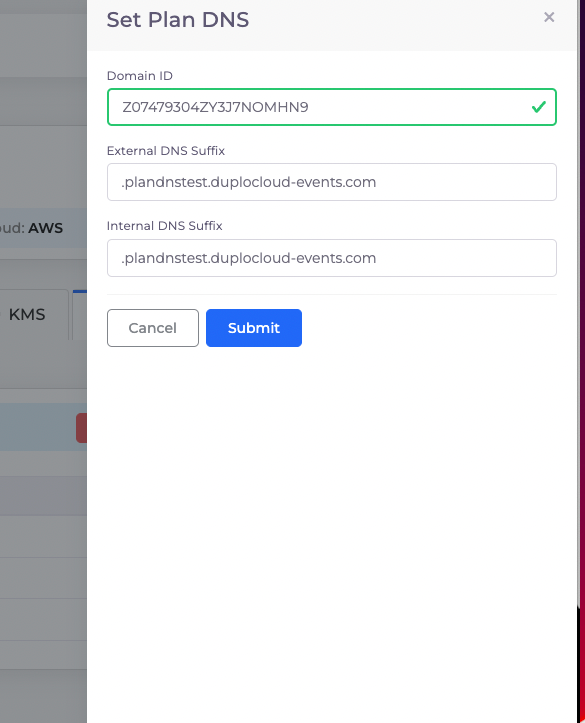 Set Plan DNS
×
Domain ID
Z07479304ZY3J7NOMHN9
External DNS Suffix
.plandnstest.duplocloud-events.com
oud: AWS
Internal DNS Suffix
.plandnstest.duplocloud-events.com
KMS
Cancel
Submit